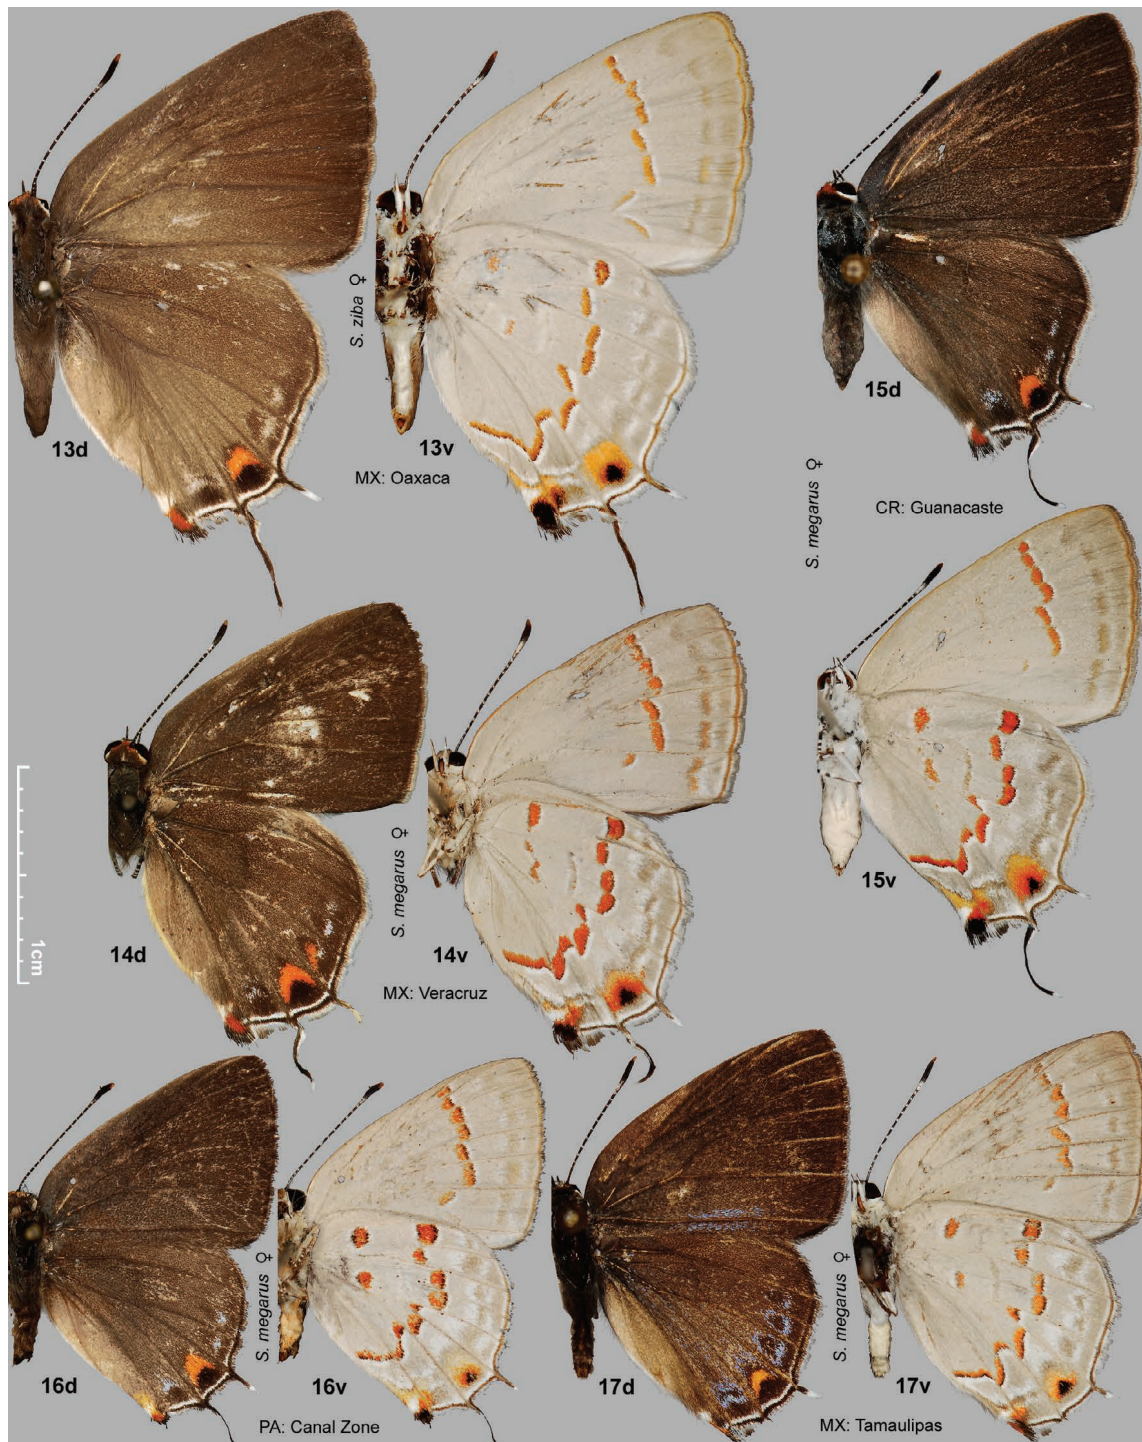 13d
S. ziba ♀
13v
MX: Oaxaca
15d
S. megarus ♀
CR: Guanacaste
15v
1cm
14d
S. megarus ♀
14v
MX: Veracruz
16d
S. megarus ♀
16v
PA: Canal Zone
17d
S. megarus ♀
17v
MX: Tamaulipas